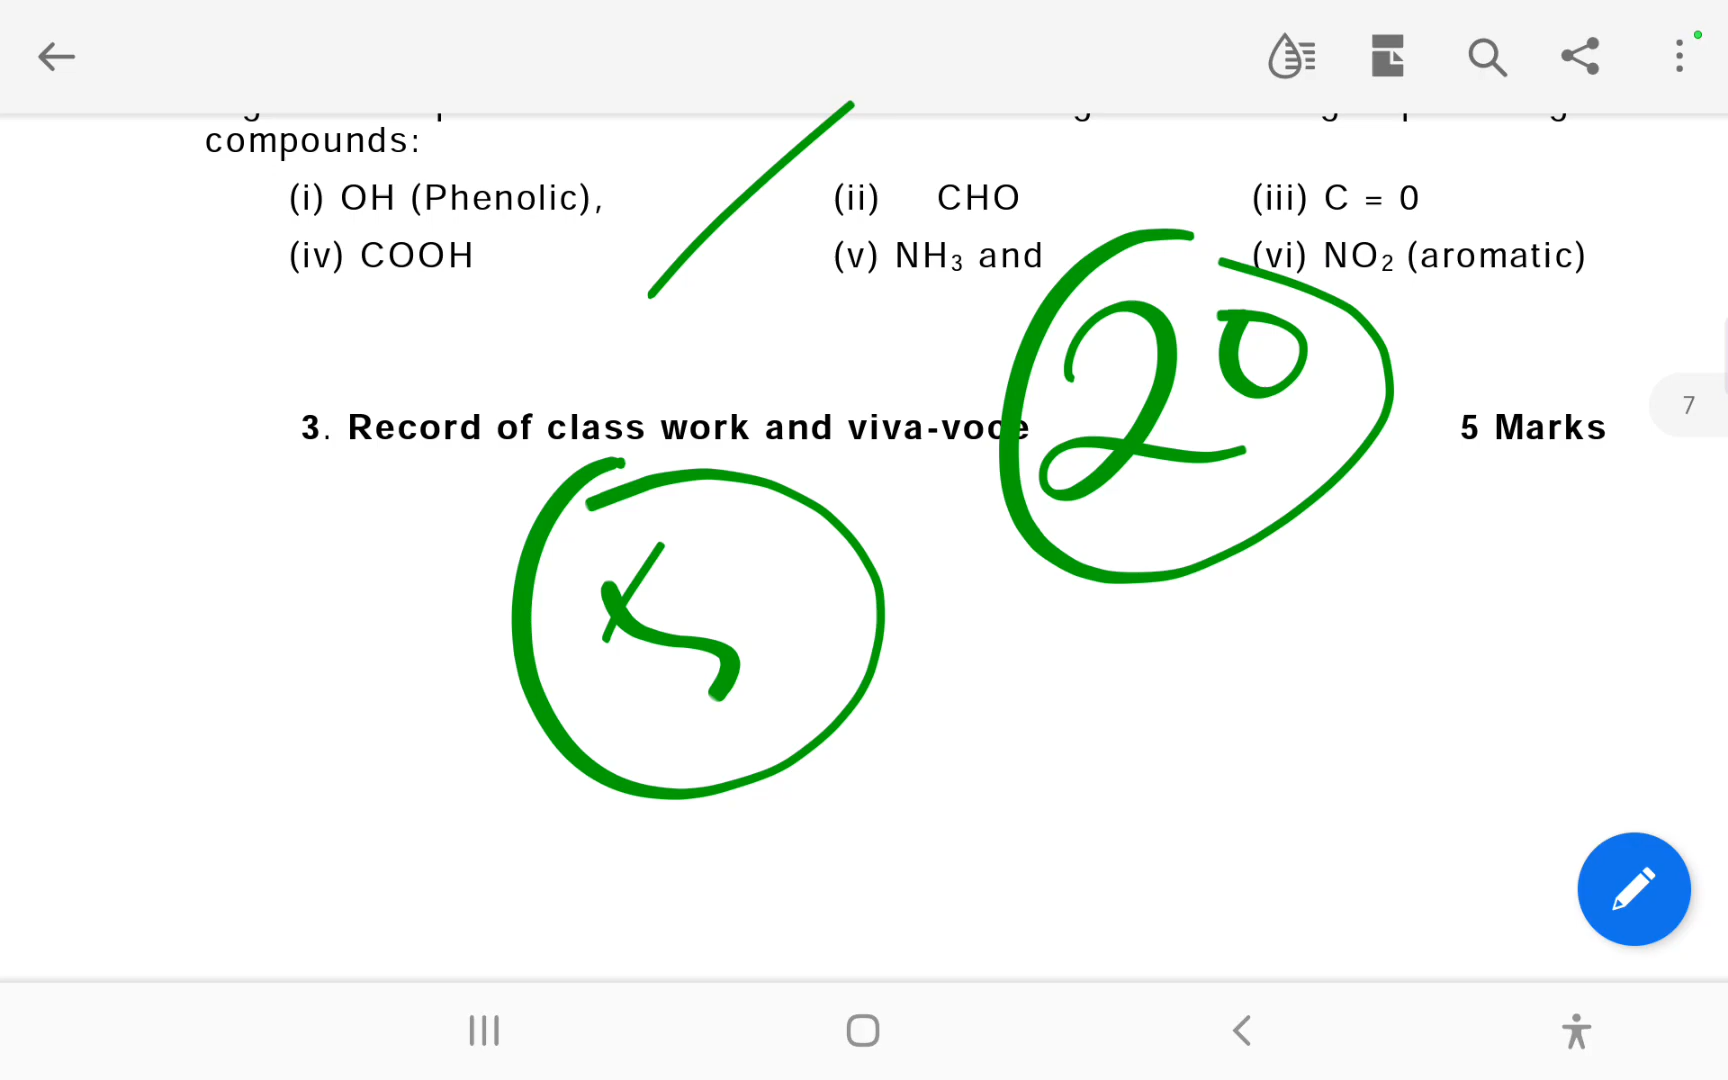 compounds:
(i) OH (Phenolic), (ii) CHO (iii) C = 0
(iv) COOH (v) NH₃ and (vi) NO₂ (aromatic)
20
3. Record of class work and viva-voce 5 Marks
7
5